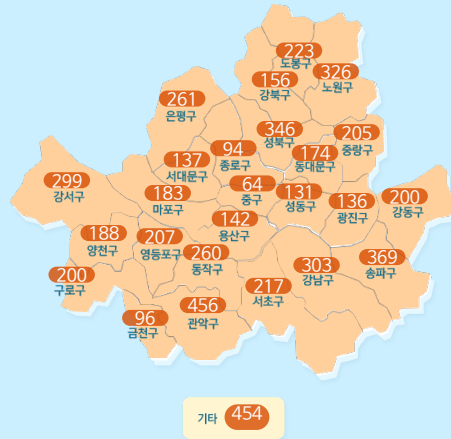 223
도봉구
326
노원구
156
강북구
261
은평구
346
성북구
205
중랑구
94
종로구
174
동대문구
137
서대문구
299
강서구
183
마포구
64
중구
131
성동구
136
광진구
200
강동구
142
용산구
188
양천구
207
영등포구
260
동작구
369
송파구
303
강남구
200
구로구
217
서초구
456
관악구
96
금천구
기타 454